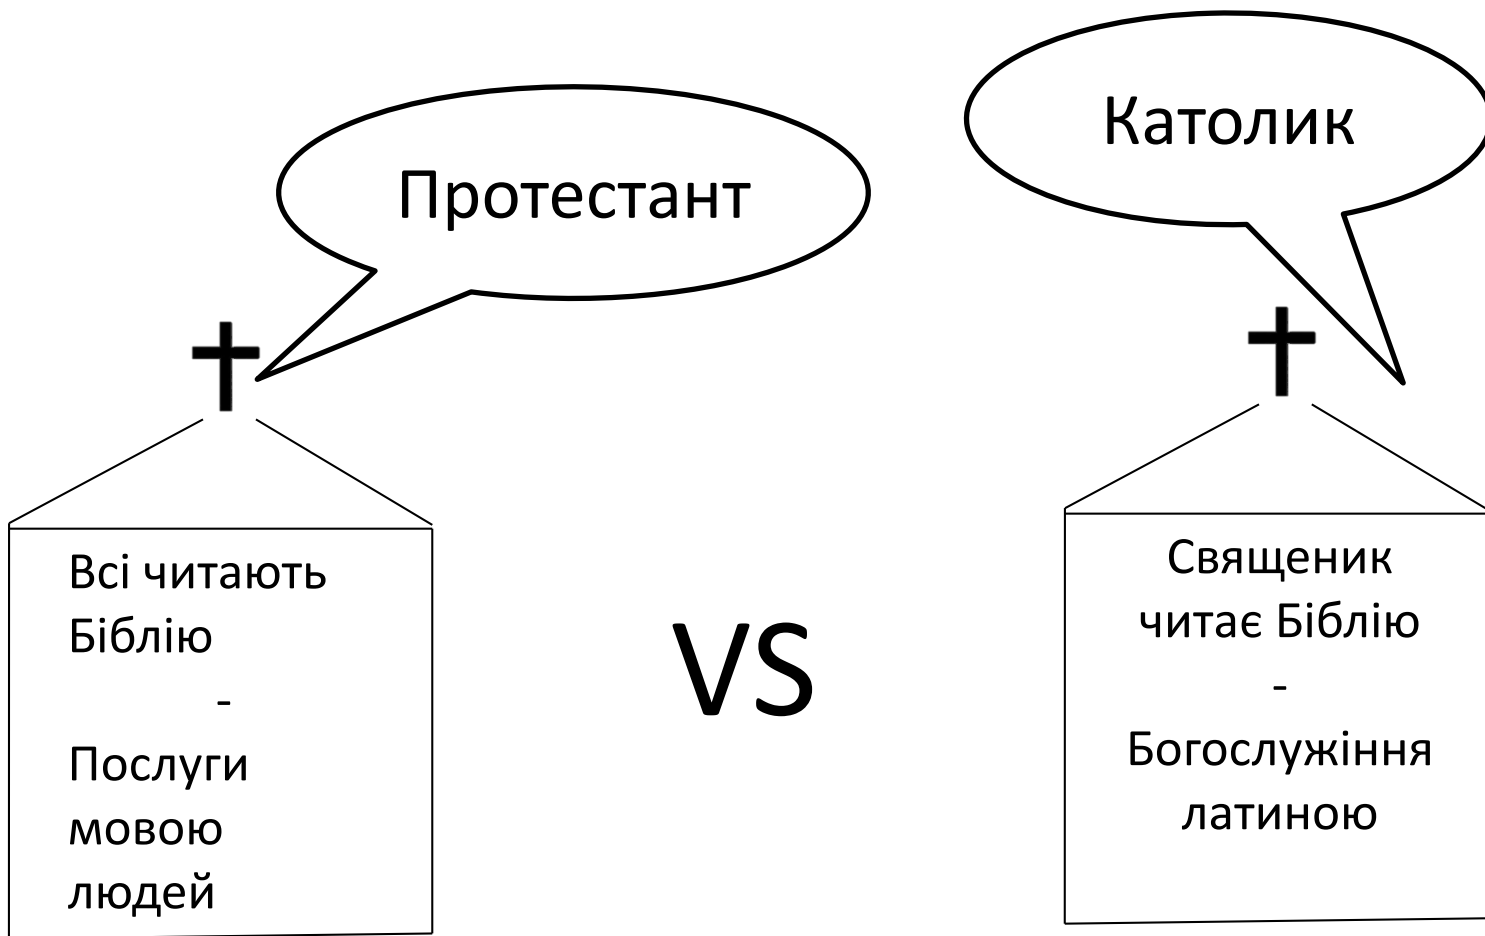 Протестант
Католик
Всі читають
Біблію
-
Послуги
мовою
людей
VS
Священик
читає Біблію
-
Богослужіння
латиною